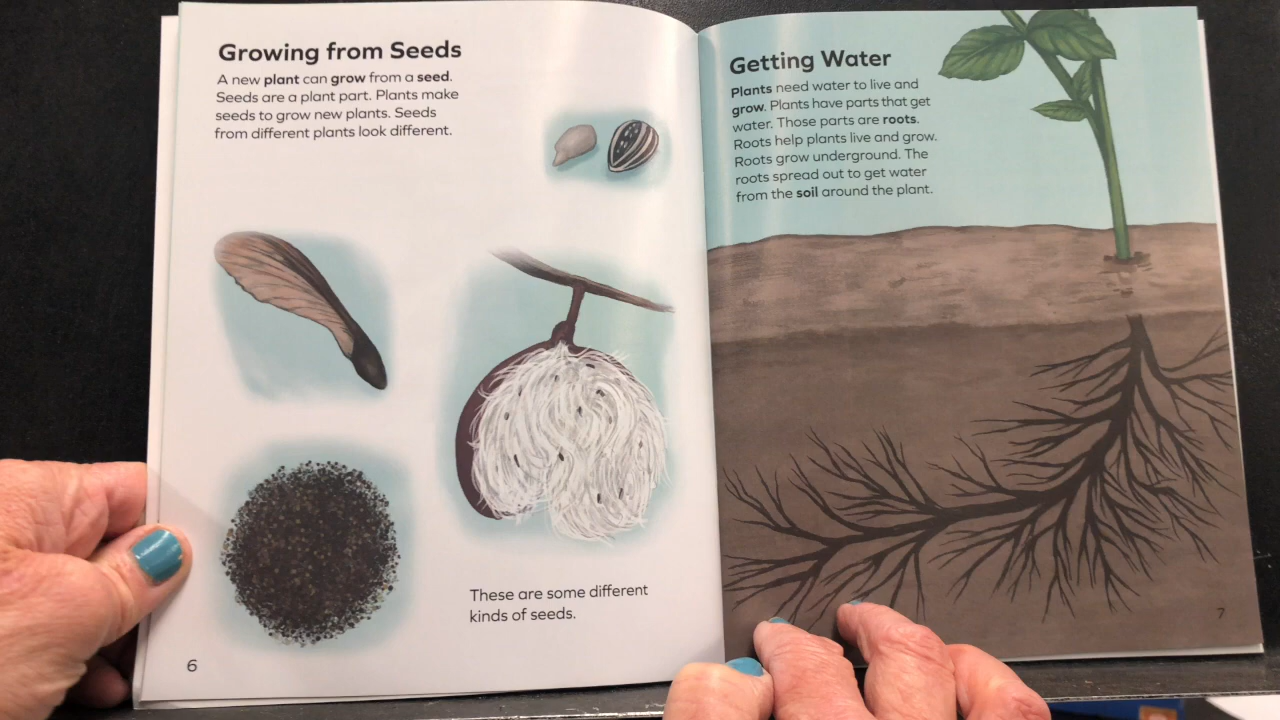 Growing from Seeds
A new plant can grow from a seed.
Seeds are a plant part. Plants make
seeds to grow new plants. Seeds
from different plants look different.
These are some different
kinds of seeds.
6
Getting Water
Plants need water to live and
grow. Plants have parts that get
water. Those parts are roots.
Roots help plants live and grow.
Roots grow underground. The
roots spread out to get water
from the soil around the plant.
7